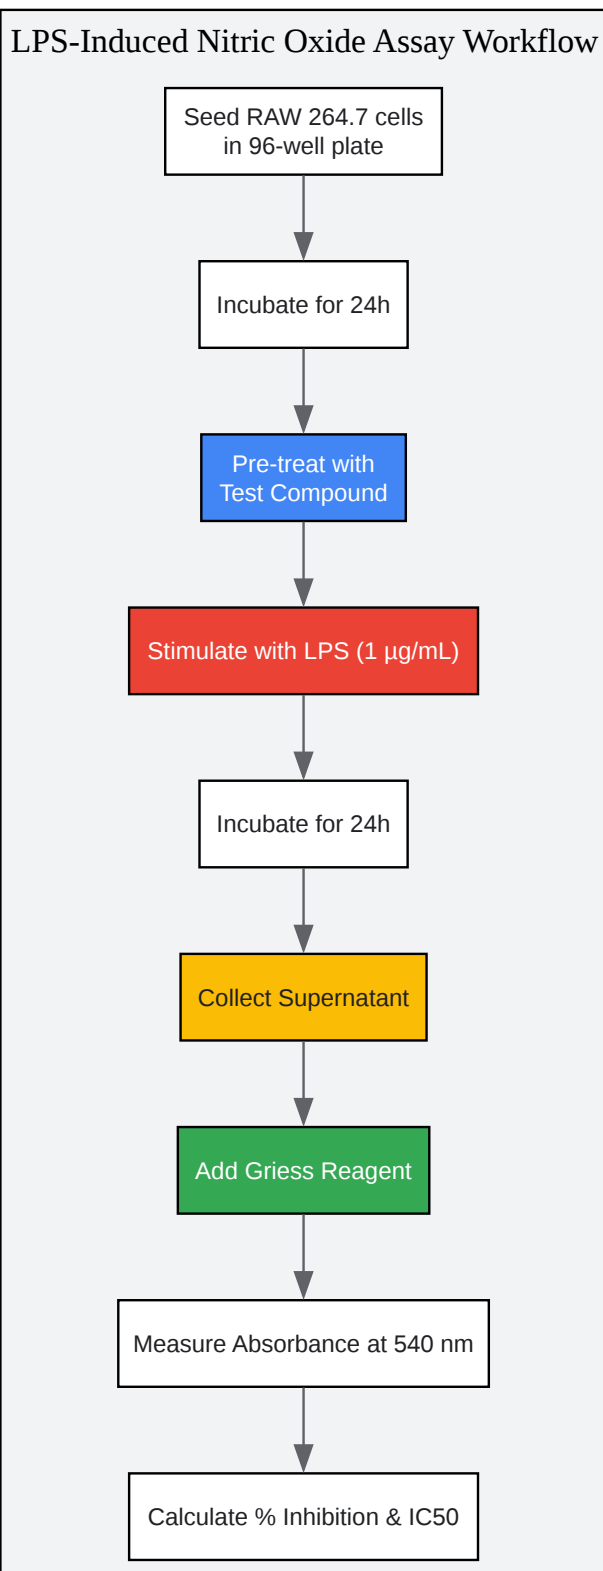 LPS-Induced Nitric Oxide Assay Workflow
Seed RAW 264.7 cells
in 96-well plate
Incubate for 24h
Pre-treat with
Test Compound
Stimulate with LPS (1 µg/mL)
Incubate for 24h
Collect Supernatant
Add Griess Reagent
Measure Absorbance at 540 nm
Calculate % Inhibition & IC50